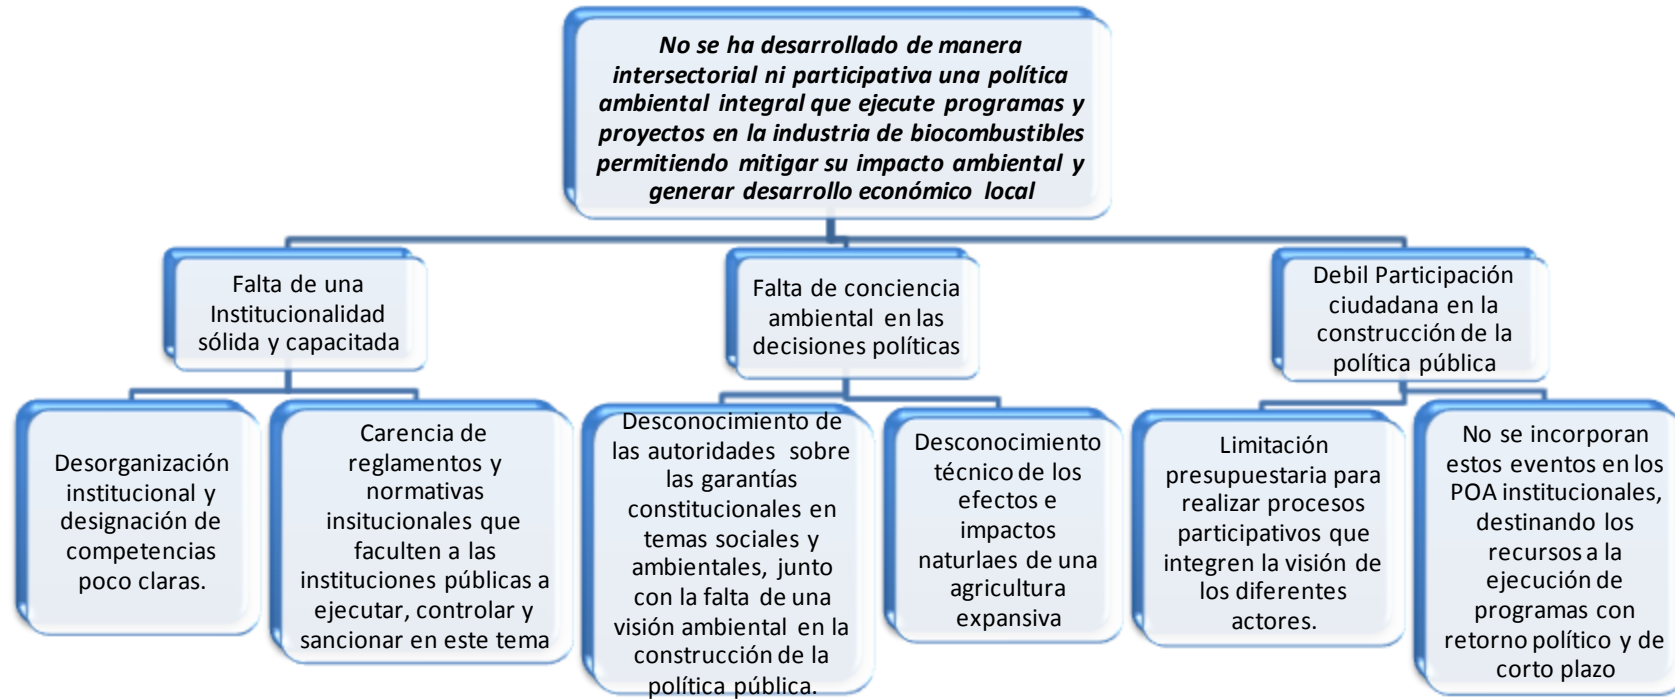 No se ha desarrollado de manera
intersectorial ni participativa una política
ambiental integral que ejecute programas y
proyectos en la industria de biocombustibles
permitiendo mitigar su impacto ambiental y
generar desarrollo económico local
Falta de una
Institucionalidad
sólida y capacitada
Falta de conciencia
ambiental en las
decisiones políticas
Debil Participación
ciudadana en la
construcción de la
política pública
Desorganización
institucional y
designación de
competencias
poco claras.
Carencia de
reglamentos y
normativas
insitucionales que
faculten a las
instituciones públicas a
ejecutar, controlar y
sancionar en este tema
Desconocimiento de
las autoridades sobre
las garantías
constitucionales en
temas sociales y
ambientales, junto
con la falta de una
visión ambiental en la
construcción de la
política pública.
Desconocimiento
técnico de los
efectos e
impactos
naturlaes de una
agricultura
expansiva
Limitación
presupuestaria para
realizar procesos
participativos que
integren la visión de
los diferentes
actores.
No se incorporan
estos eventos en los
POA institucionales,
destinando los
recursos a la
ejecución de
programas con
retorno político y de
corto plazo